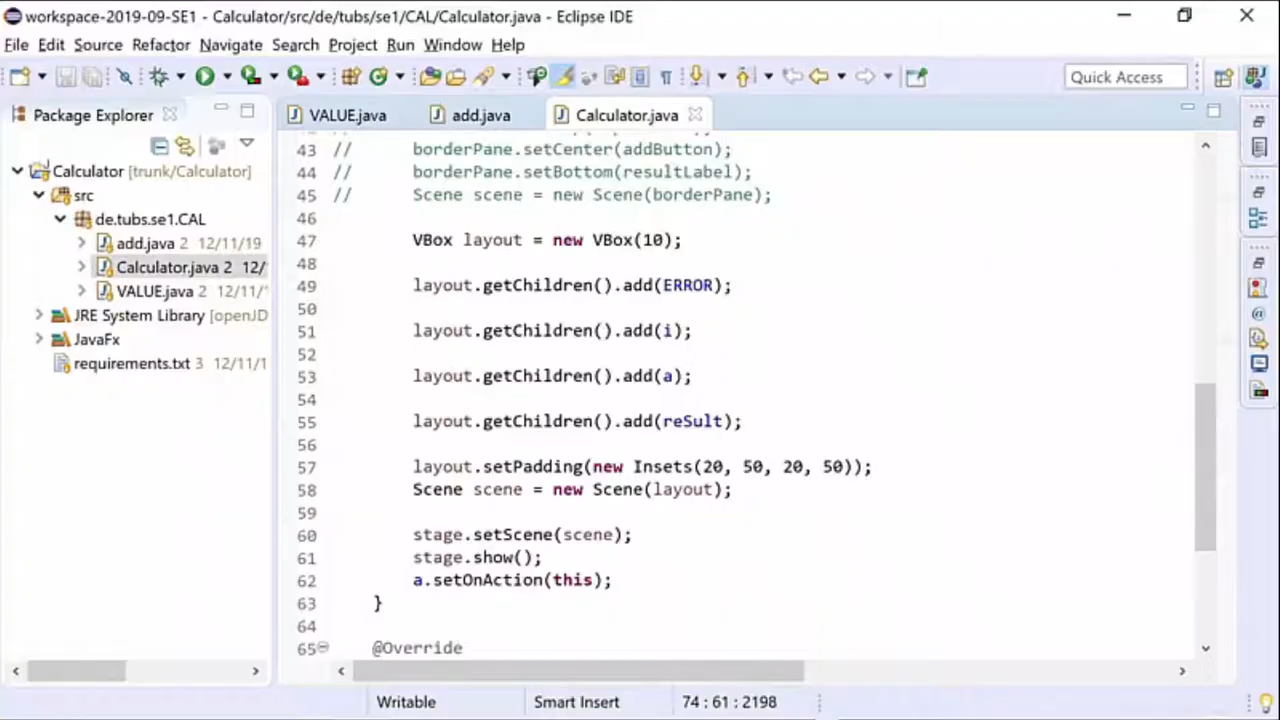 workspace-2019-09-SE1 - Calculator/src/de/tubs/se1/CAL/Calculator.java - Eclipse IDE
File Edit Source Refactor Navigate Search Project Run Window Help
Quick Access
Package Explorer
VALUE.java add.java Calculator.java
Calculator [trunk/Calculator]
src
de.tubs.se1.CAL
add.java 2 12/11/19
Calculator.java 2 12/
VALUE.java 2 12/11/
JRE System Library [openJD
JavaFx
requirements.txt 3 12/11/1
43 // borderPane.setCenter(addButton);
44 // borderPane.setBottom(resultLabel);
45 // Scene scene = new Scene(borderPane);
46
47 VBox layout = new VBox(10);
48
49 layout.getChildren().add(ERROR);
50
51 layout.getChildren().add(i);
52
53 layout.getChildren().add(a);
54
55 layout.getChildren().add(reSult);
56
57 layout.setPadding(new Insets(20, 50, 20, 50));
58 Scene scene = new Scene(layout);
59
60 stage.setScene(scene);
61 stage.show();
62 a.setOnAction(this);
63 }
64
65 @Override
Writable Smart Insert 74 : 61 : 2198